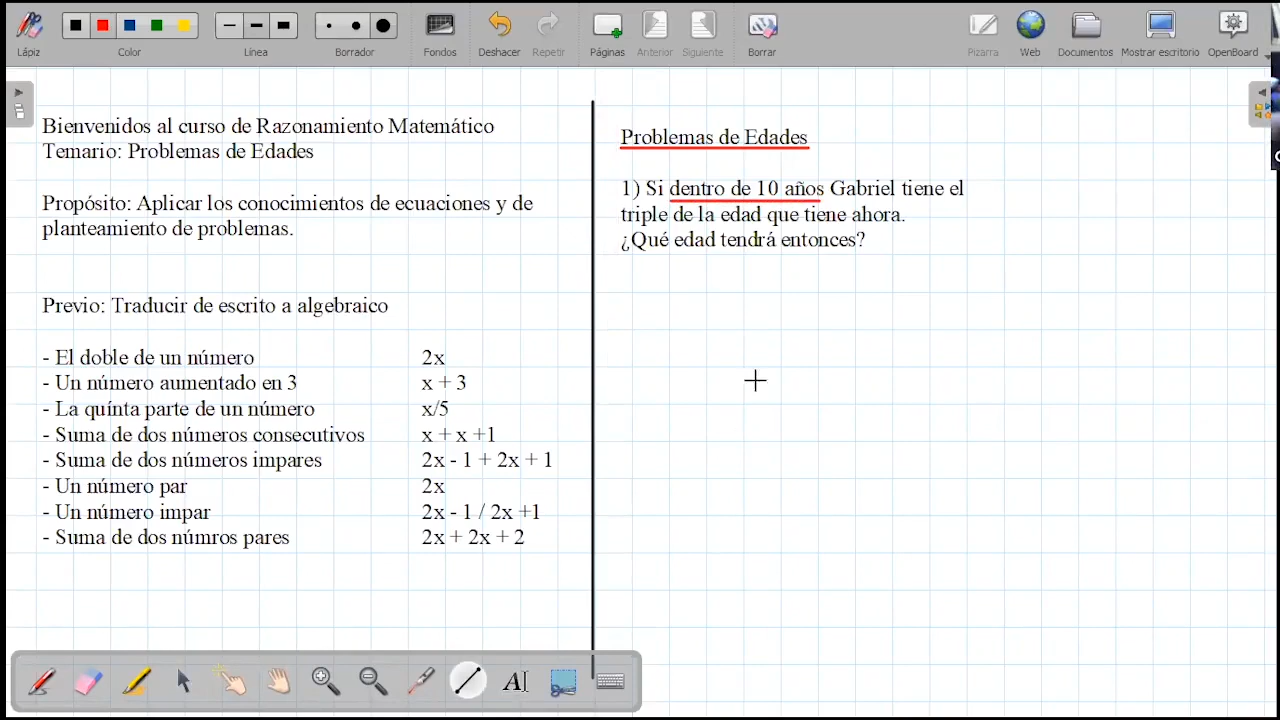 Lápiz
Color
Línea
Borrador
Fondos
Deshacer
Repetir
Páginas
Anterior
Siguiente
Borrar
Pizarra
Web
Documentos
Mostrar escritorio
OpenBoard
Bienvenidos al curso de Razonamiento Matemático
Temario: Problemas de Edades
Propósito: Aplicar los conocimientos de ecuaciones y de
planteamiento de problemas.
Previo: Traducir de escrito a algebraico
- El doble de un número 2x
- Un número aumentado en 3 x + 3
- La quínta parte de un número x/5
- Suma de dos números consecutivos x + x +1
- Suma de dos números impares 2x - 1 + 2x + 1
- Un número par 2x
- Un número impar 2x - 1 / 2x +1
- Suma de dos númros pares 2x + 2x + 2
Problemas de Edades
1) Si dentro de 10 años Gabriel tiene el
triple de la edad que tiene ahora.
¿Qué edad tendrá entonces?